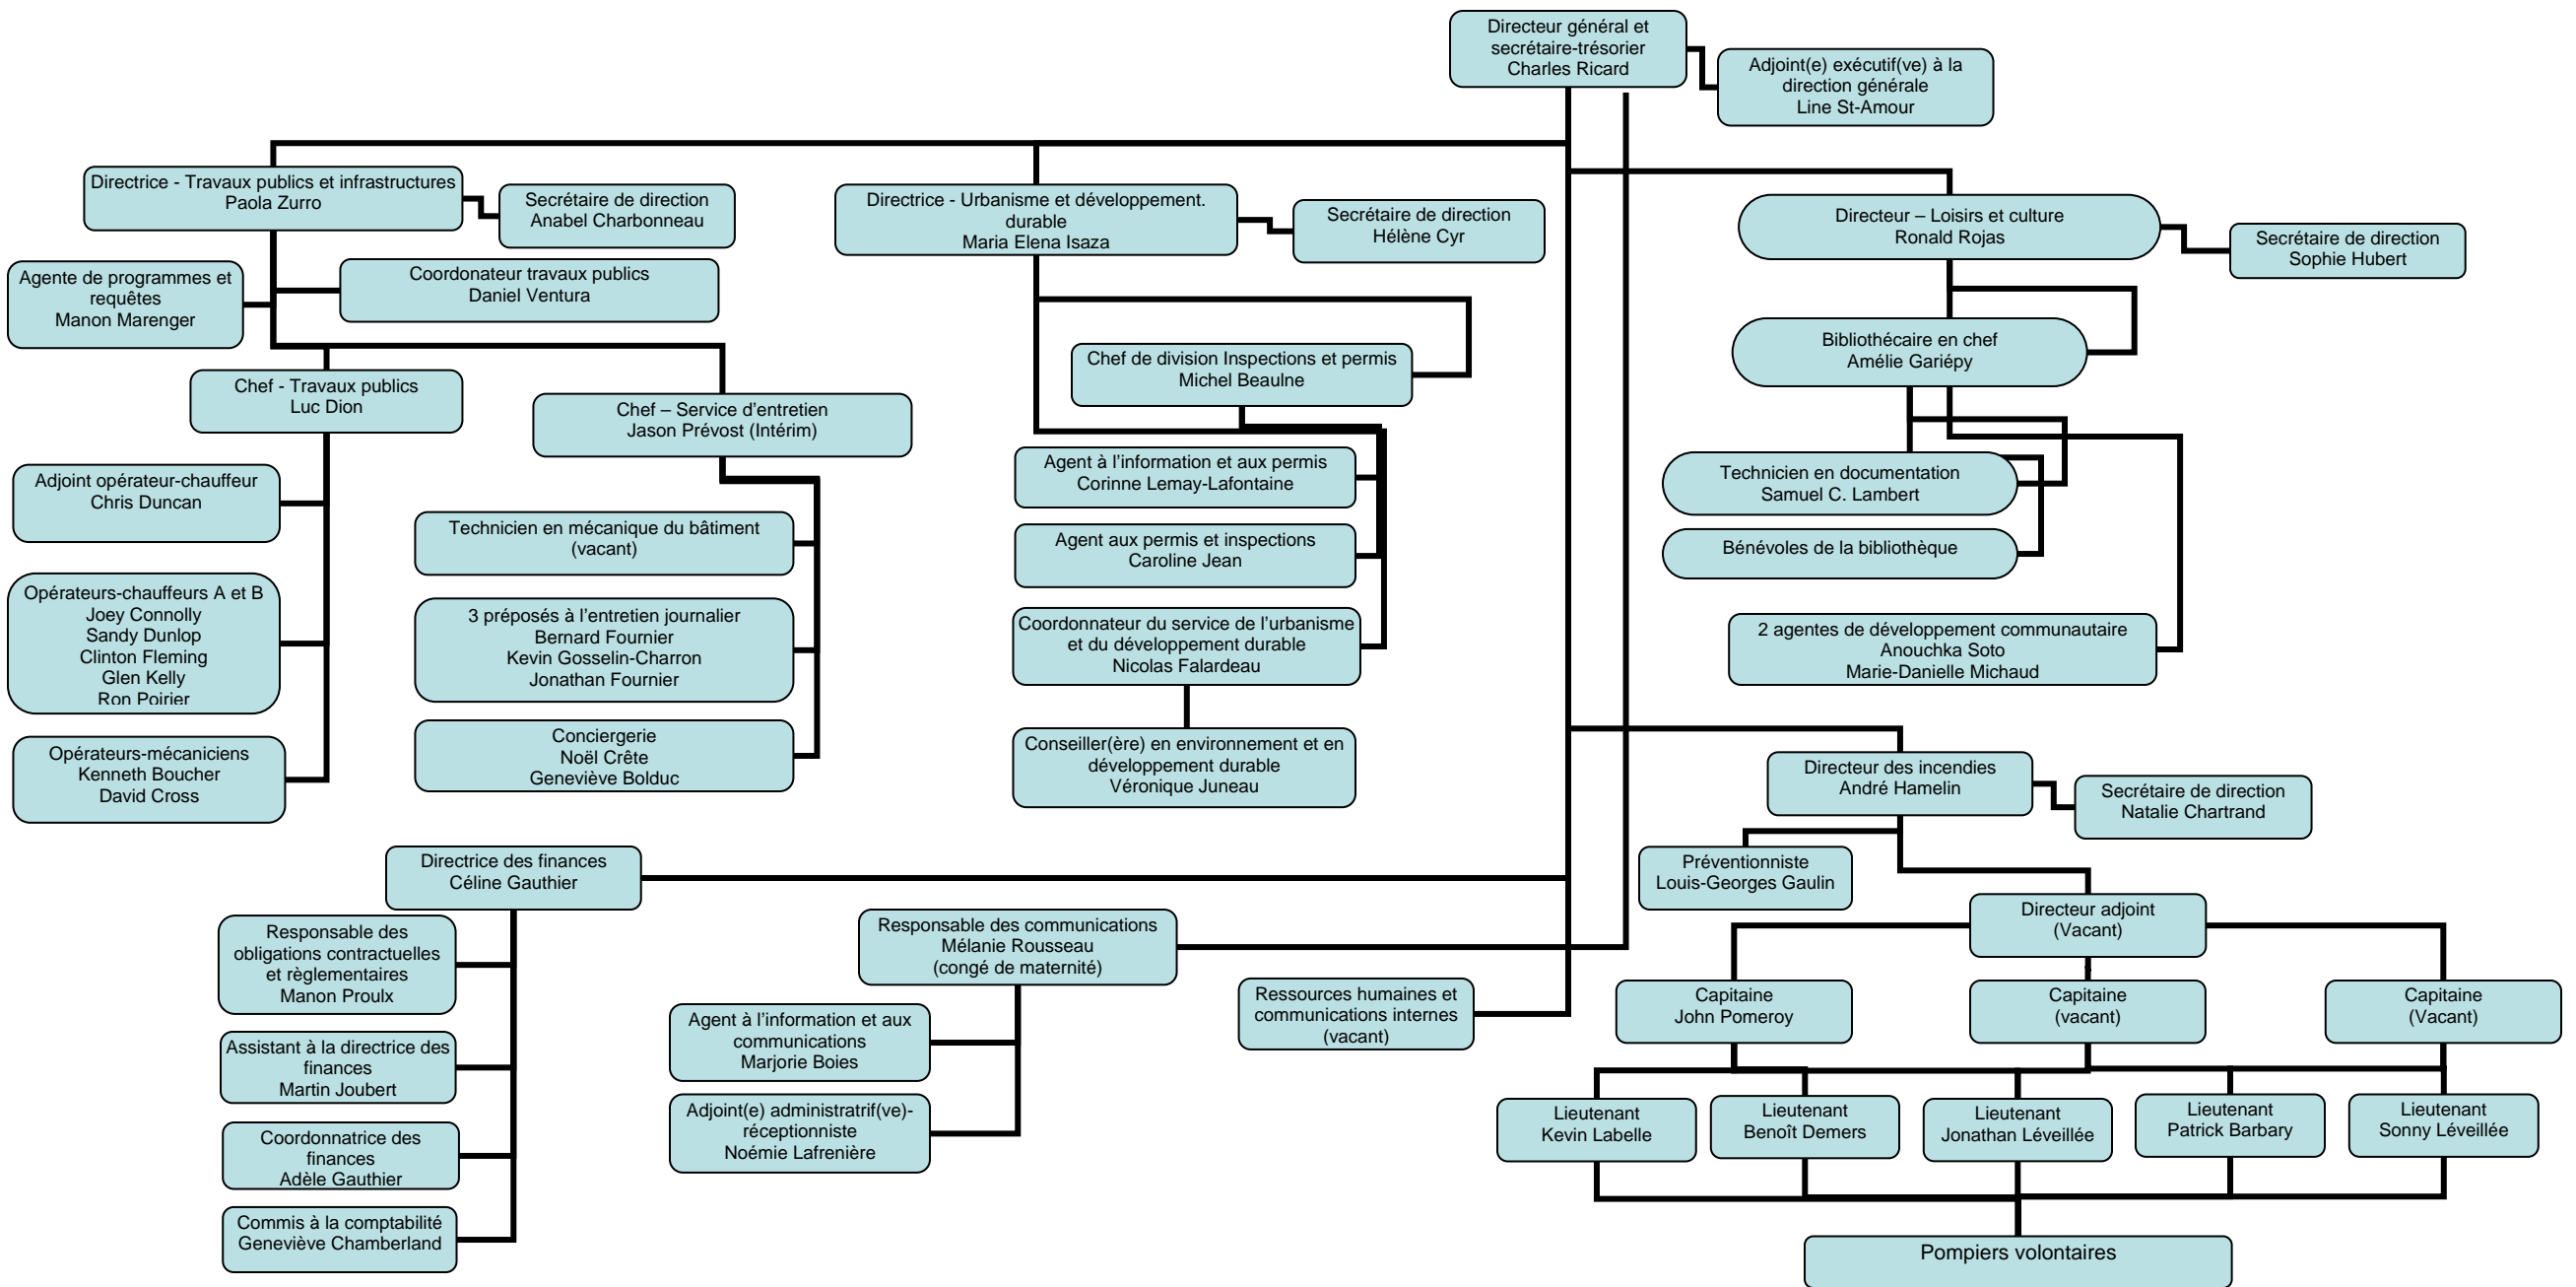 Directeur général et
secrétaire-trésorier
Charles Ricard
Adjoint(e) exécutif(ve) à la
direction générale
Line St-Amour
Directrice - Travaux publics et infrastructures
Paola Zurro
Secrétaire de direction
Anabel Charbonneau
Directrice - Urbanisme et développement.
durable
Maria Elena Isaza
Secrétaire de direction
Hélène Cyr
Directeur – Loisirs et culture
Ronald Rojas
Secrétaire de direction
Sophie Hubert
Agente de programmes et
requêtes
Manon Marenger
Coordonateur travaux publics
Daniel Ventura
Chef - Travaux publics
Luc Dion
Chef – Service d’entretien
Jason Prévost (Intérim)
Chef de division Inspections et permis
Michel Beaulne
Bibliothécaire en chef
Amélie Gariépy
Adjoint opérateur-chauffeur
Chris Duncan
Opérateurs-chauffeurs A et B
Joey Connolly
Sandy Dunlop
Clinton Fleming
Glen Kelly
Ron Poirier
Opérateurs-mécaniciens
Kenneth Boucher
David Cross
Technicien en mécanique du bâtiment
(vacant)
3 préposés à l’entretien journalier
Bernard Fournier
Kevin Gosselin-Charron
Jonathan Fournier
Conciergerie
Noël Crête
Geneviève Bolduc
Agent à l’information et aux permis
Corinne Lemay-Lafontaine
Agent aux permis et inspections
Caroline Jean
Coordonnateur du service de l’urbanisme
et du développement durable
Nicolas Falardeau
Conseiller(ère) en environnement et en
développement durable
Véronique Juneau
Technicien en documentation
Samuel C. Lambert
Bénévoles de la bibliothèque
2 agentes de développement communautaire
Anouchka Soto
Marie-Danielle Michaud
Directeur des incendies
André Hamelin
Secrétaire de direction
Natalie Chartrand
Préventionniste
Louis-Georges Gaulin
Directeur adjoint
(Vacant)
Capitaine
John Pomeroy
Capitaine
(vacant)
Capitaine
(Vacant)
Lieutenant
Kevin Labelle
Lieutenant
Benoît Demers
Lieutenant
Jonathan Léveillée
Lieutenant
Patrick Barbary
Lieutenant
Sonny Léveillée
Pompiers volontaires
Directrice des finances
Céline Gauthier
Responsable des
obligations contractuelles
et règlementaires
Manon Proulx
Assistant à la directrice des
finances
Martin Joubert
Coordonnatrice des
finances
Adèle Gauthier
Commis à la comptabilité
Geneviève Chamberland
Responsable des communications
Mélanie Rousseau
(congé de maternité)
Agent à l’information et aux
communications
Marjorie Boies
Adjoint(e) administratrif(ve)-
réceptionniste
Noémie Lafrenière
Ressources humaines et
communications internes
(vacant)